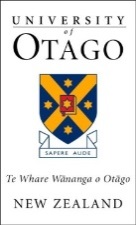 UNIVERSITY
of
OTAGO
SAPERE AUDE
Te Whare Wānanga o Otāgo
NEW ZEALAND